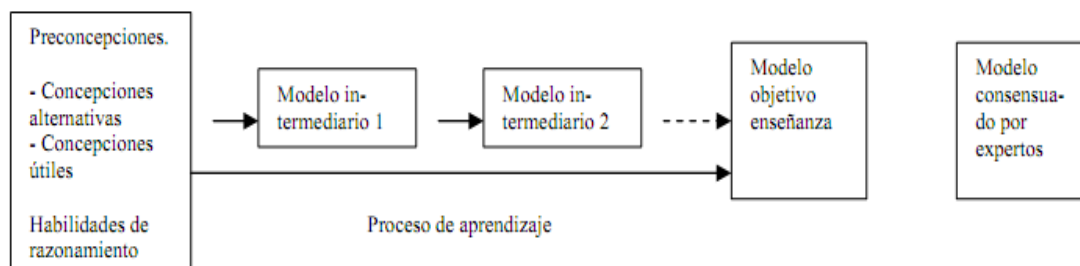 Preconcepciones.
- Concepciones
alternativas
- Concepciones
útiles
Habilidades de
razonamiento
Modelo in-
termediario 1
Modelo in-
termediario 2
Modelo
objetivo
enseñanza
Modelo
consensua-
do por
expertos
Proceso de aprendizaje